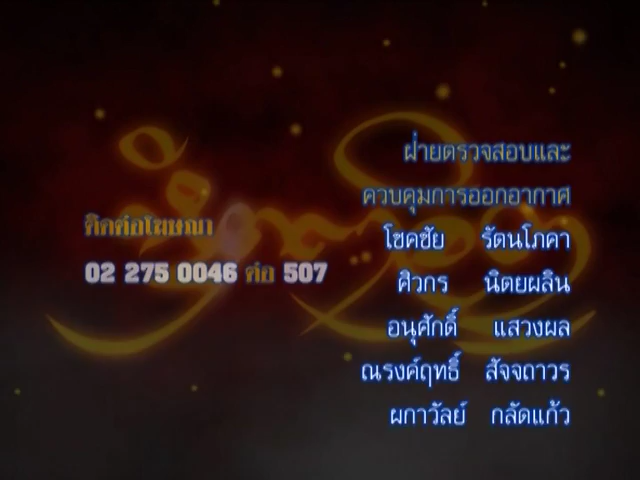 ติดต่อโฆษณา
02 275 0046 ต่อ 507
ฝ่ายตรวจสอบและ
ควบคุมการออกอากาศ
โชคชัย รัตนโภคา
ศิวกร นิตยผลิน
อนุศักดิ์ แสวงผล
ณรงค์ฤทธิ์ สัจจถาวร
ผกาวัลย์ กลัดแก้ว